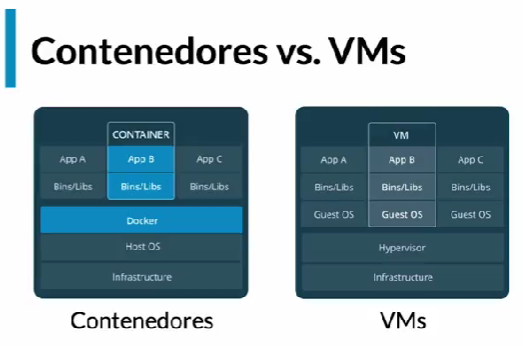 Contenedores vs. VMs
CONTAINER
App A App B App C
Bins/Libs Bins/Libs Bins/Libs
Docker
Host OS
Infrastructure
Contenedores
VM
App A App B App C
Bins/Libs Bins/Libs Bins/Libs
Guest OS Guest OS Guest OS
Hypervisor
Infrastructure
VMs